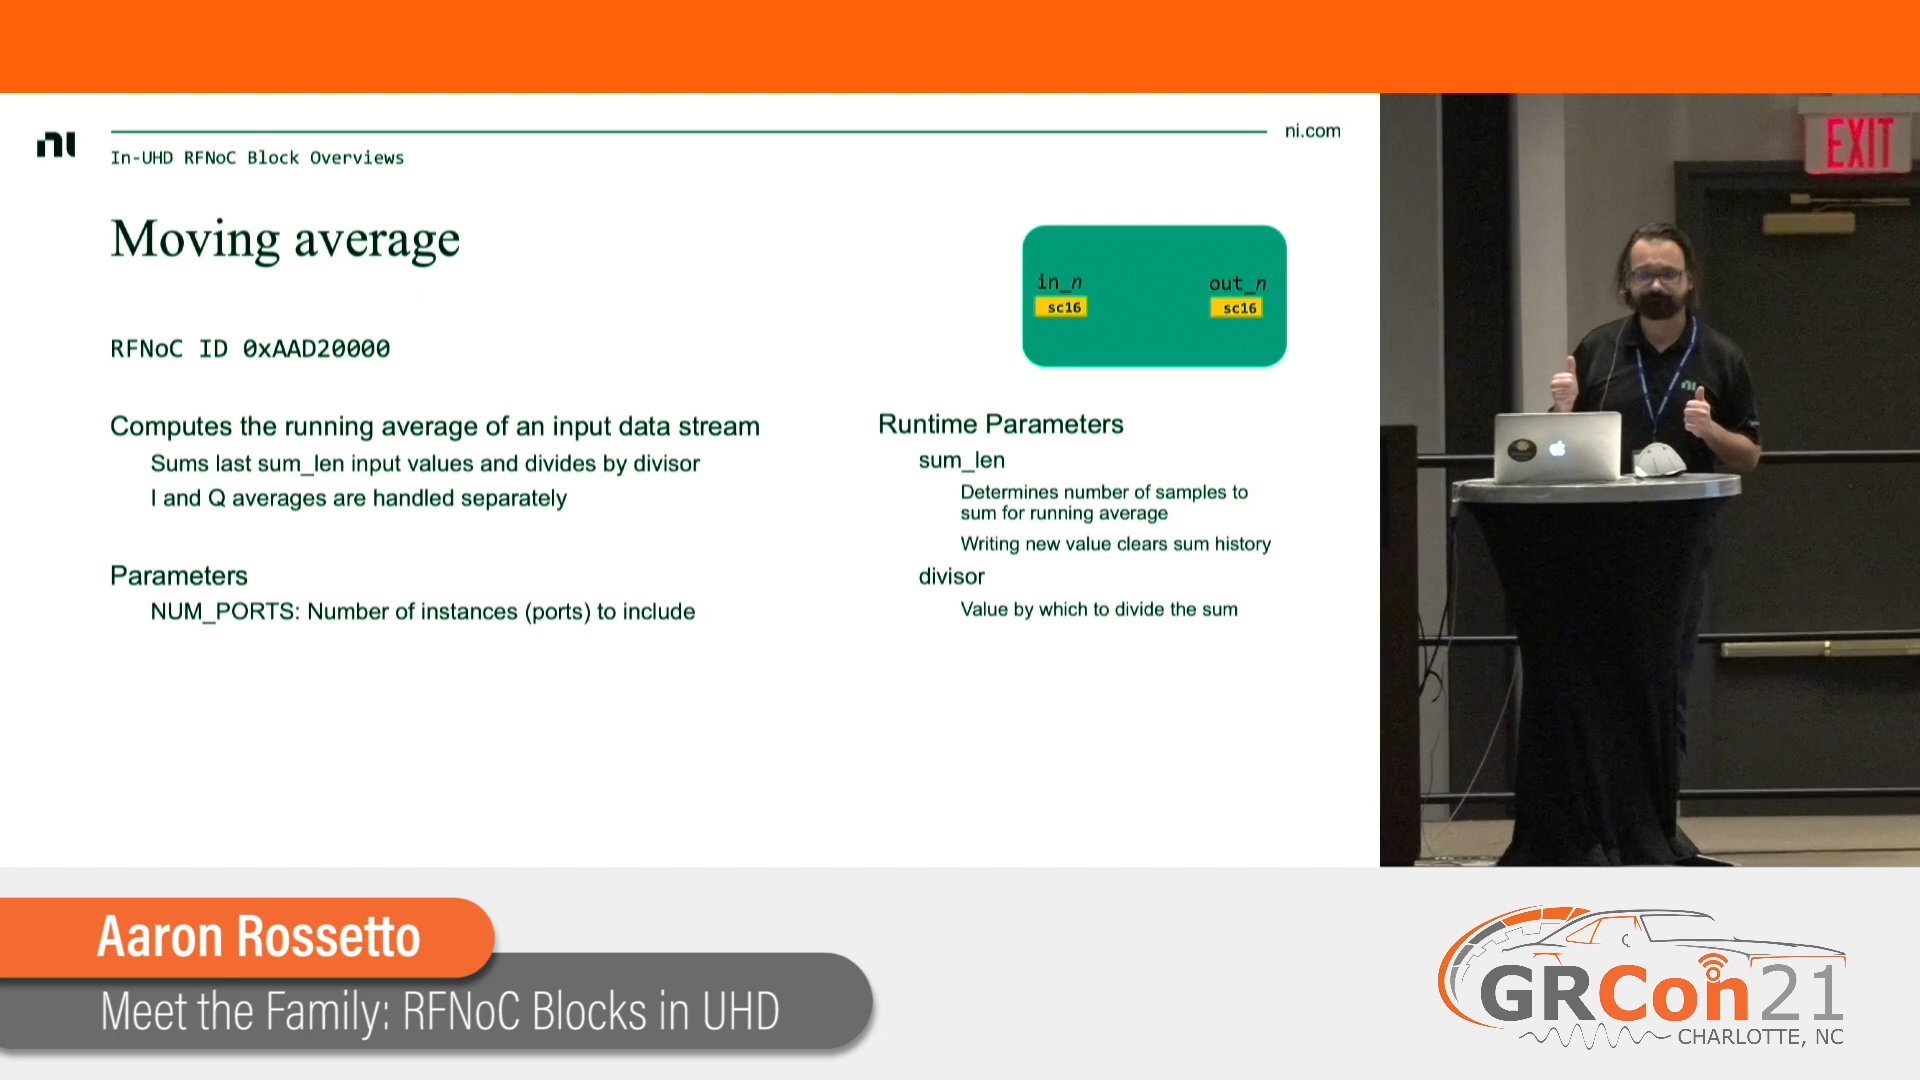 ni
ni.com
In-UHD RFNoC Block Overviews
Moving average
in_n
out_n
sc16
sc16
RFNoC ID 0xAAD20000
Computes the running average of an input data stream
Sums last sum_len input values and divides by divisor
I and Q averages are handled separately
Parameters
NUM_PORTS: Number of instances (ports) to include
Runtime Parameters
sum_len
Determines number of samples to
sum for running average
Writing new value clears sum history
divisor
Value by which to divide the sum
EXIT
ni
Aaron Rossetto
Meet the Family: RFNoC Blocks in UHD
GRCon21
CHARLOTTE, NC